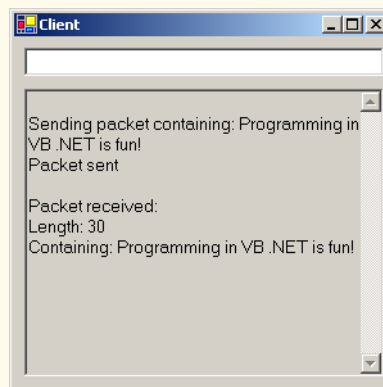 Client
Sending packet containing: Programming in
VB .NET is fun!
Packet sent
Packet received:
Length: 30
Containing: Programming in VB .NET is fun!